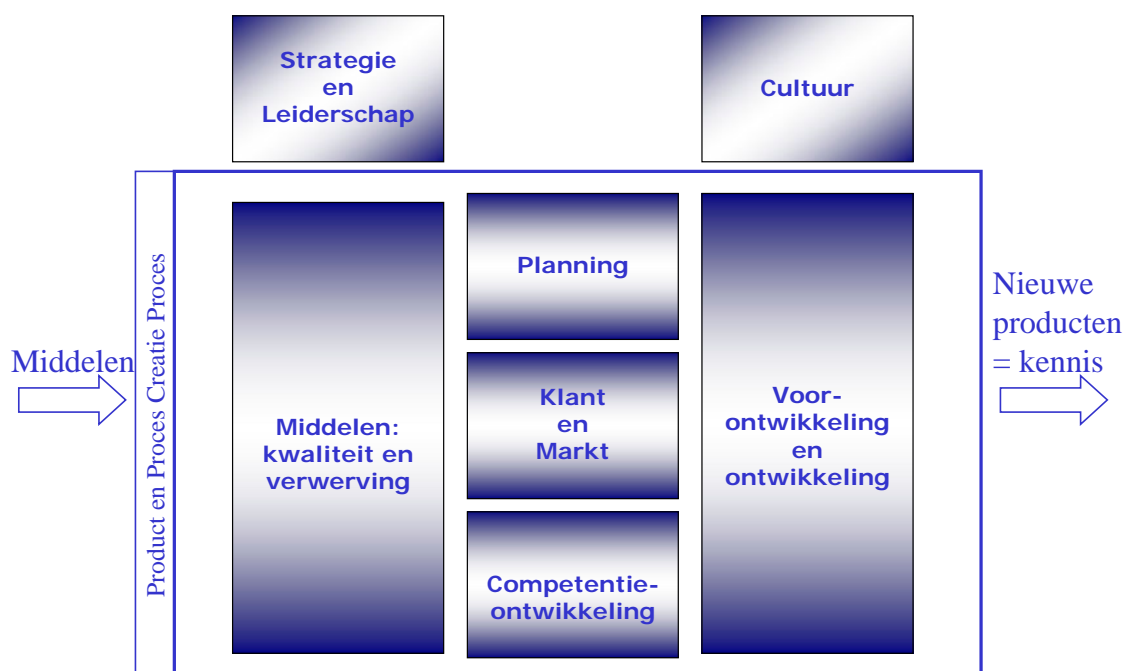 Strategie
en
Leiderschap
Cultuur
Product en Proces Creatie Proces
Middelen
Middelen:
kwaliteit en
verwerving
Planning
Klant
en
Markt
Competentie-
ontwikkeling
Voor-
ontwikkeling
en
ontwikkeling
Nieuwe
producten
= kennis